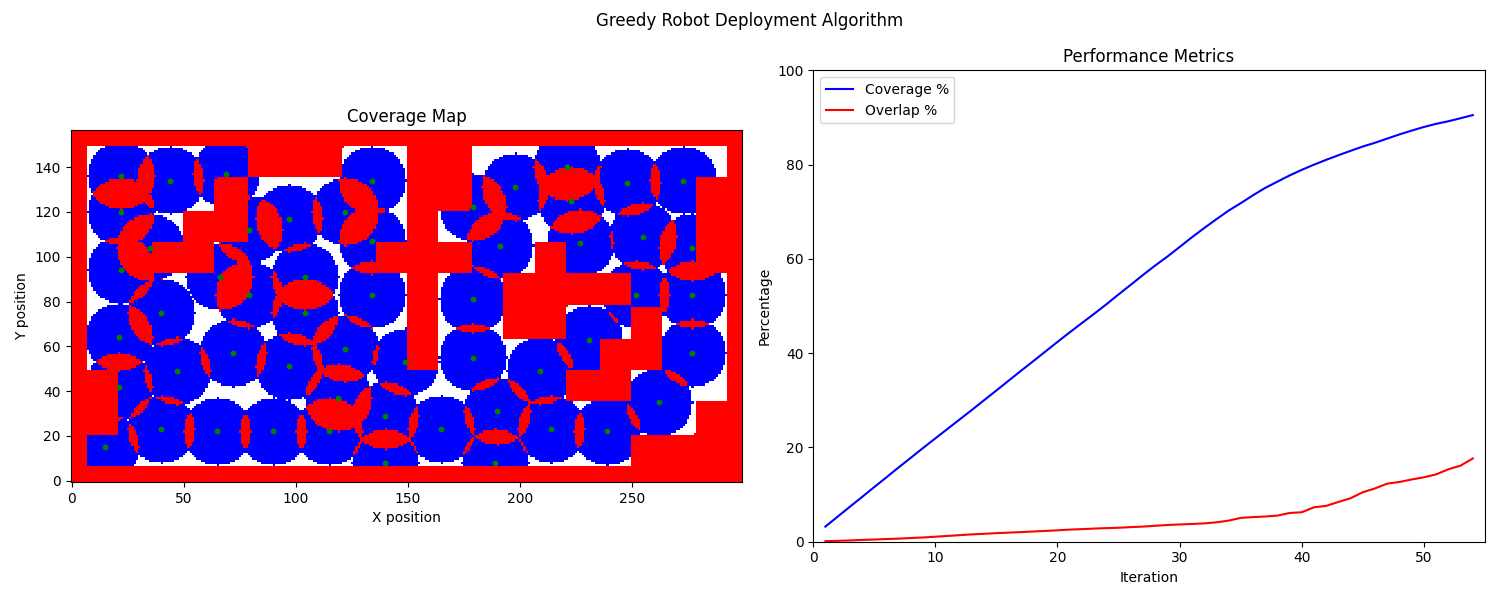 Greedy Robot Deployment Algorithm
Coverage Map
Y position
140
120
100
80
60
40
20
0
0 50 100 150 200 250
X position
Performance Metrics
Coverage %
Overlap %
Percentage
100
80
60
40
20
0
0 10 20 30 40 50
Iteration